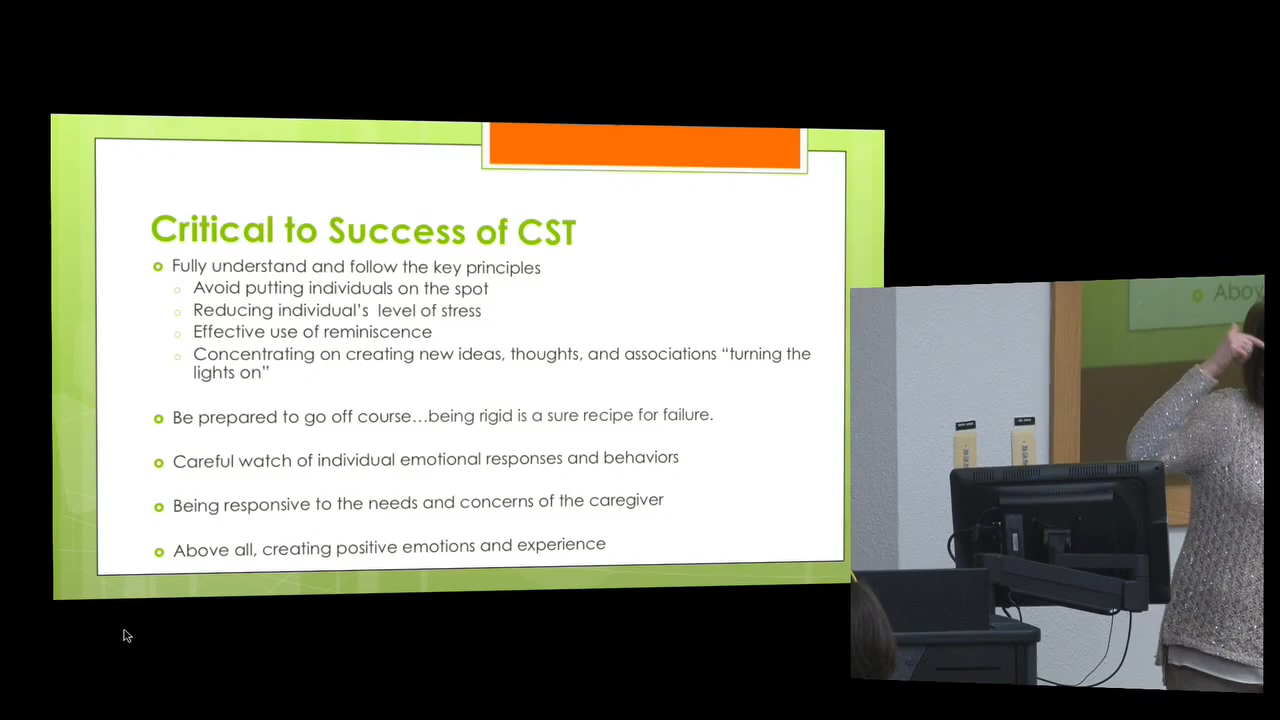 Critical to Success of CST
Fully understand and follow the key principles
Avoid putting individuals on the spot
Reducing individual's level of stress
Effective use of reminiscence
Concentrating on creating new ideas, thoughts, and associations “turning the
lights on”
Be prepared to go off course…being rigid is a sure recipe for failure.
Careful watch of individual emotional responses and behaviors
Being responsive to the needs and concerns of the caregiver
Above all, creating positive emotions and experience